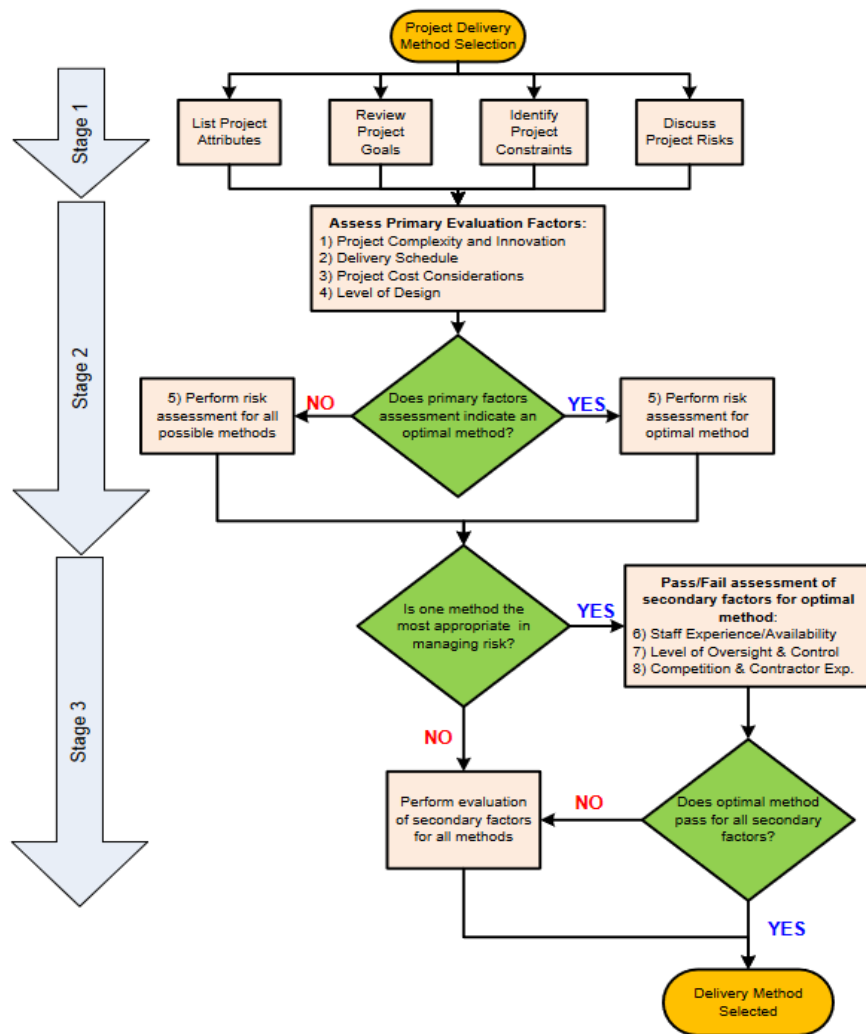 Project Delivery
Method Selection
Stage 1
List Project
Attributes
Review
Project
Goals
Identify
Project
Constraints
Discuss
Project Risks
Stage 2
Assess Primary Evaluation Factors:
1) Project Complexity and Innovation
2) Delivery Schedule
3) Project Cost Considerations
4) Level of Design
5) Perform risk
assessment for all
possible methods
NO
Does primary factors
assessment indicate an
optimal method?
YES
5) Perform risk
assessment for
optimal method
Stage 3
Is one method the
most appropriate in
managing risk?
YES
Pass/Fail assessment of
secondary factors for optimal
method:
6) Staff Experience/Availability
7) Level of Oversight & Control
8) Competition & Contractor Exp.
NO
Perform evaluation
of secondary factors
for all methods
NO
Does optimal method
pass for all secondary
factors?
YES
Delivery Method
Selected